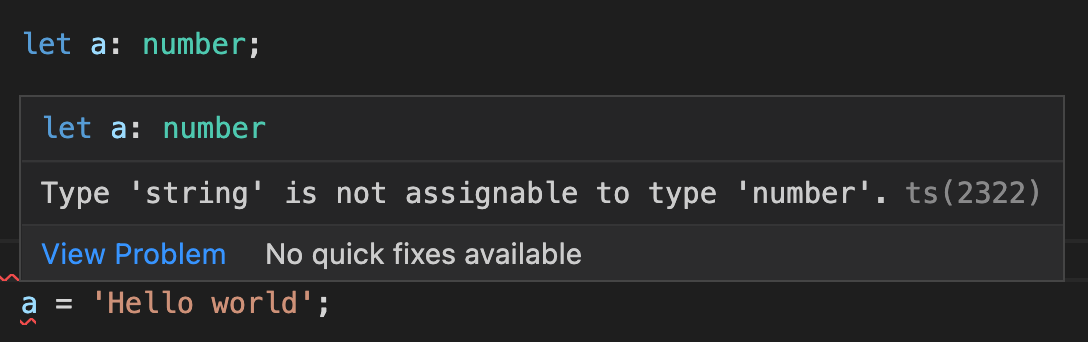 let a: number;
let a: number
Type 'string' is not assignable to type 'number'. ts(2322)
View Problem No quick fixes available
a = 'Hello world';